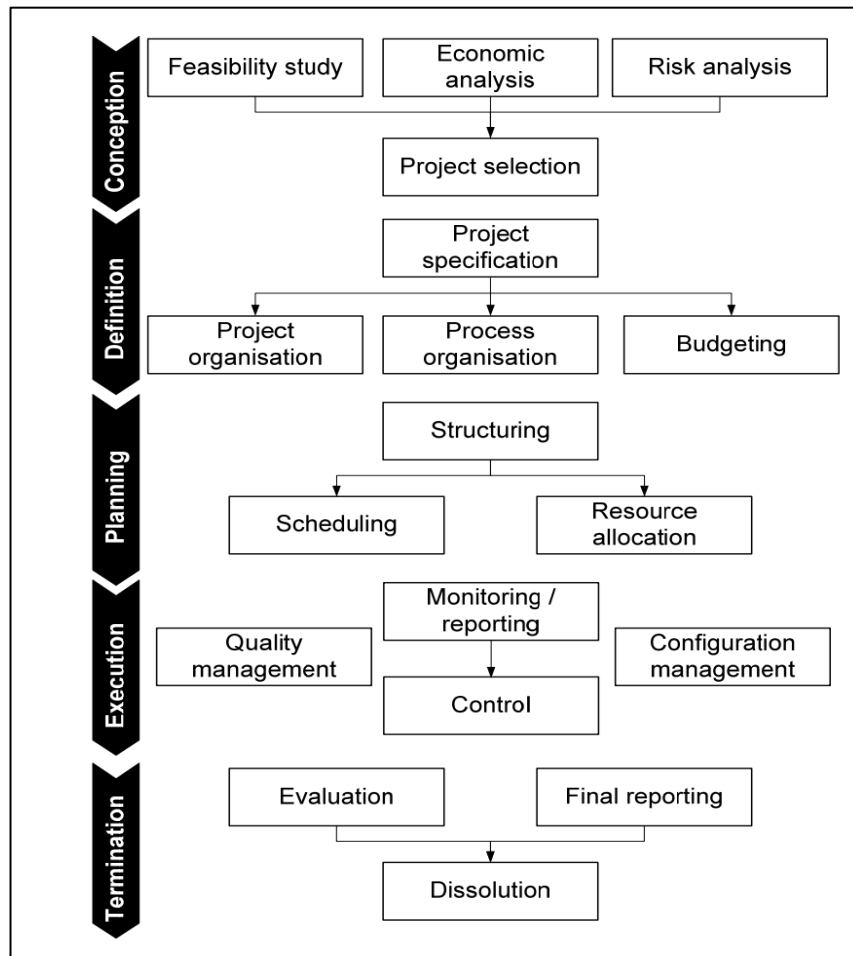 Conception
Feasibility study
Economic
analysis
Risk analysis
Project selection
Definition
Project
specification
Project
organisation
Process
organisation
Budgeting
Planning
Structuring
Scheduling
Resource
allocation
Execution
Monitoring /
reporting
Quality
management
Configuration
management
Control
Termination
Evaluation
Final reporting
Dissolution